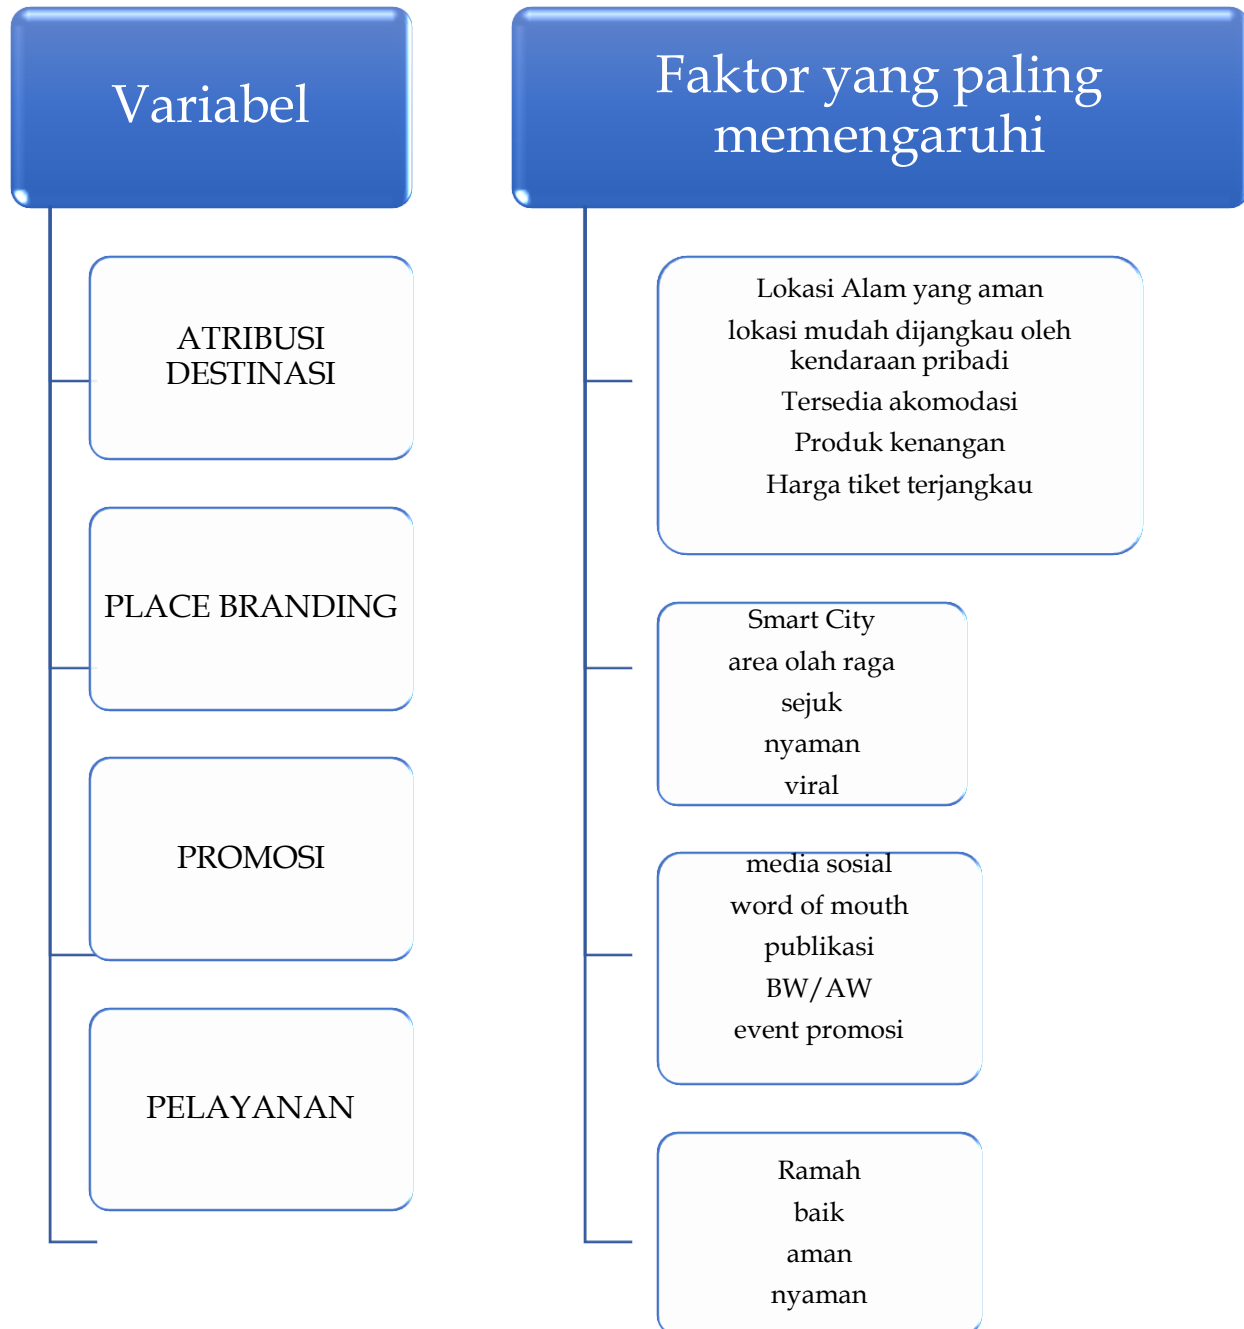 Variabel
ATRIBUSI
DESTINASI
PLACE BRANDING
PROMOSI
PELAYANAN
Faktor yang paling
memengaruhi
Lokasi Alam yang aman
lokasi mudah dijangkau oleh
kendaraan pribadi
Tersedia akomodasi
Produk kenangan
Harga tiket terjangkau
Smart City
area olah raga
sejuk
nyaman
viral
media sosial
word of mouth
publikasi
BW/AW
event promosi
Ramah
baik
aman
nyaman